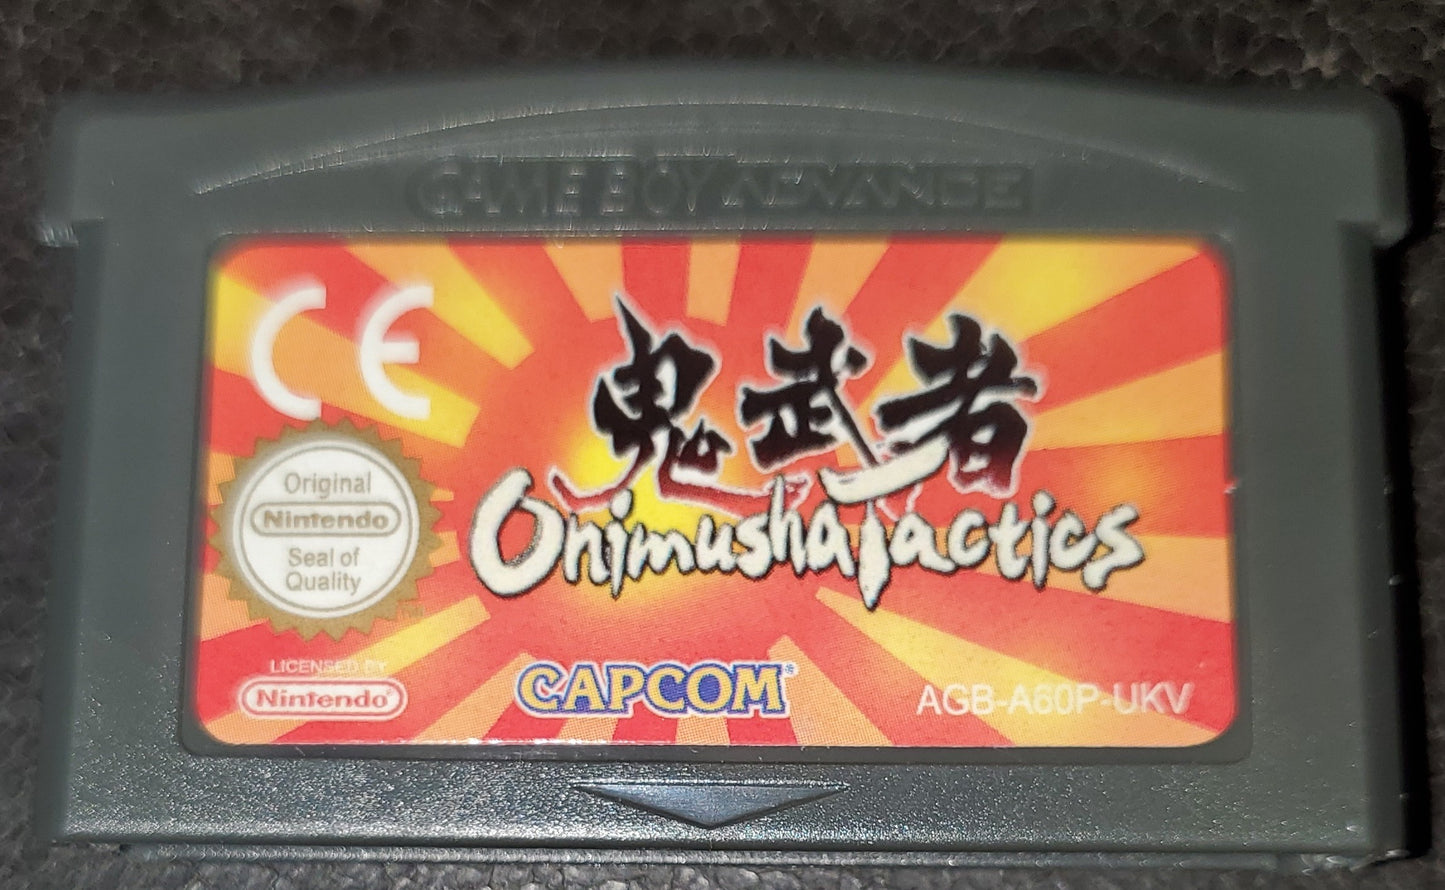 GAME BOY ADVANCE
CE
鬼武者
Onimusha Tactics
Original
Nintendo
Seal of
Quality
TM
LICENSED BY
Nintendo®
CAPCOM®
AGB-A60P-UKV